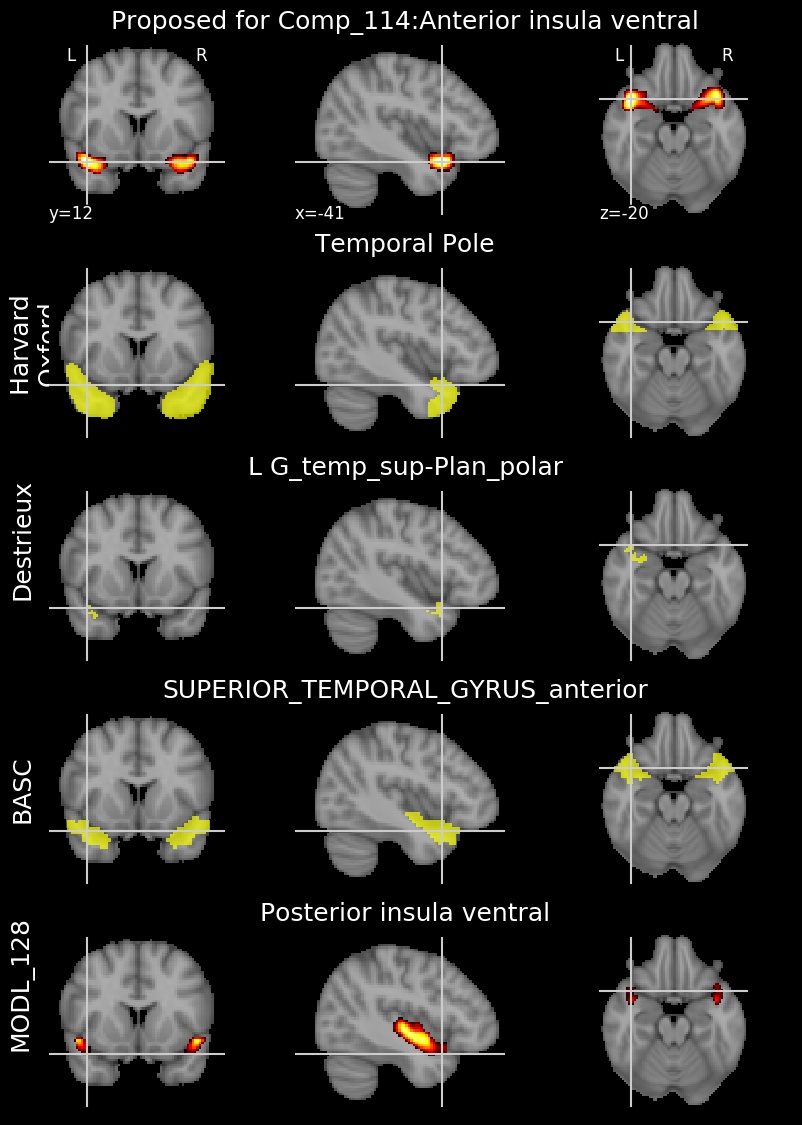 Proposed for Comp_114:Anterior insula ventral
L R L R
y=12 x=-41 z=-20
Temporal Pole
Harvard
Oxford
L G_temp_sup-Plan_polar
Destrieux
SUPERIOR_TEMPORAL_GYRUS_anterior
BASC
Posterior insula ventral
MODL_128